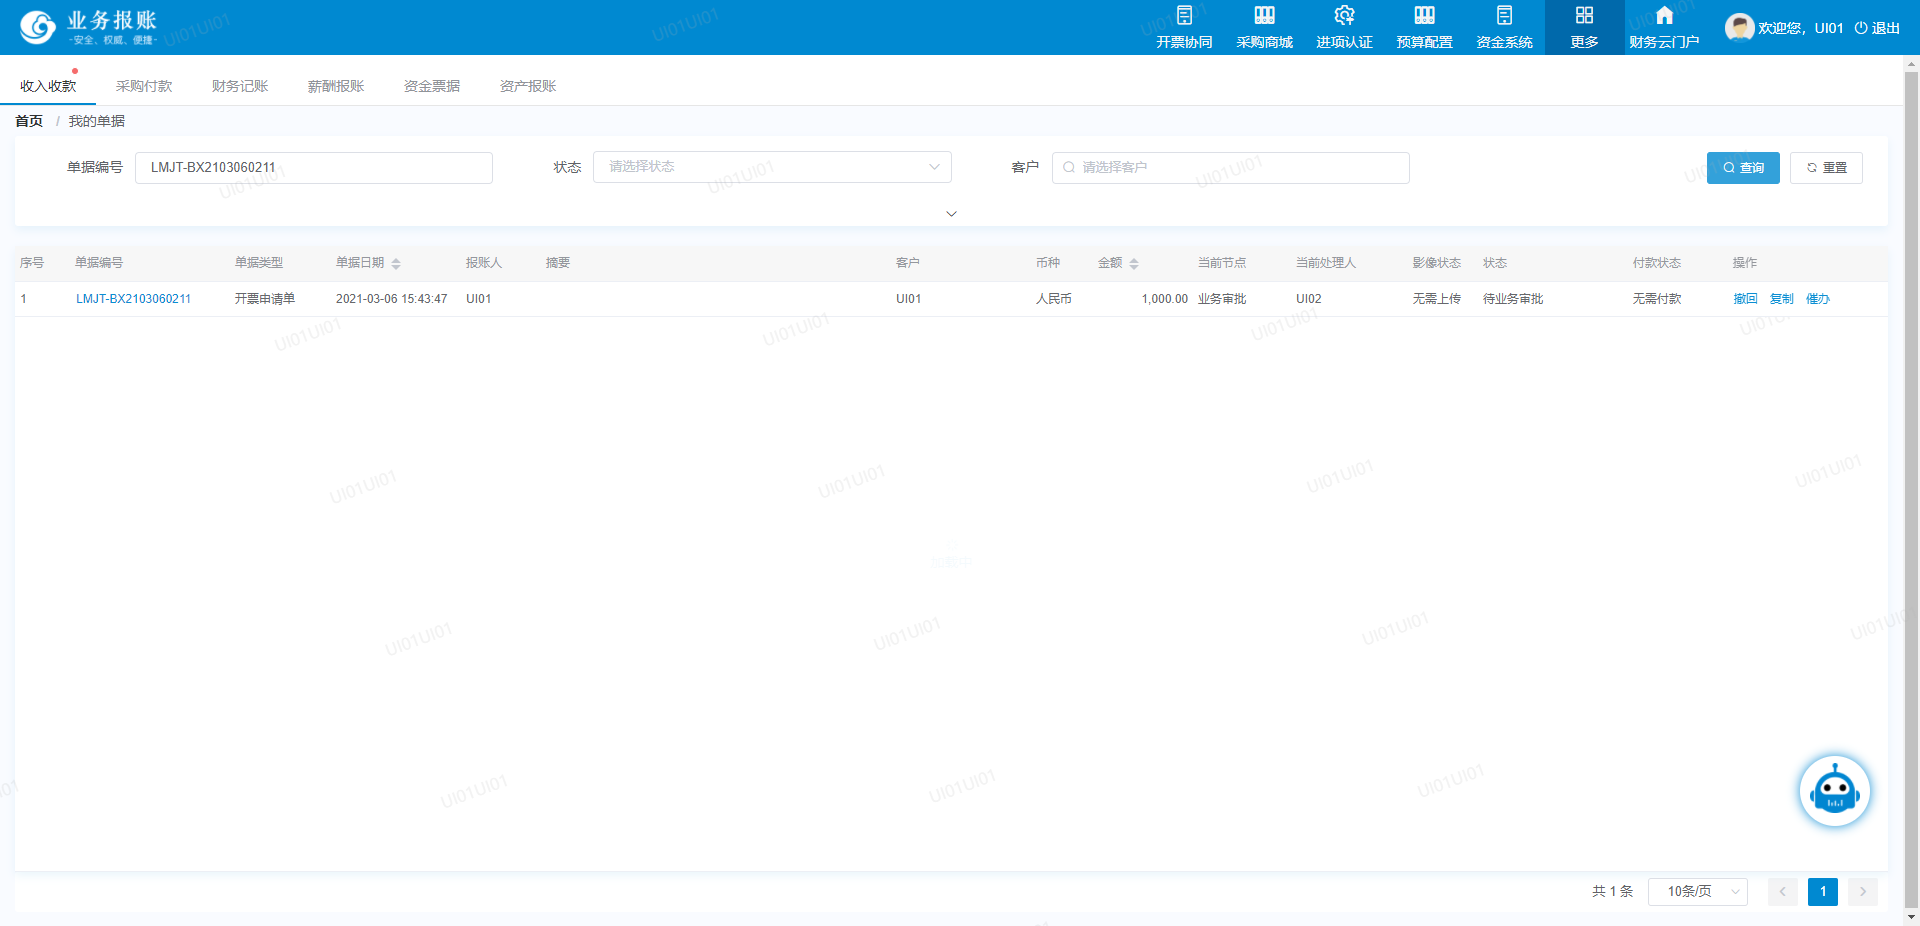 业务报账
-安全、权威、便捷-
开票协同 采购商城 进项认证 预算配置 资金系统 更多 财务云门户 欢迎您，UI01 退出
收入收款 采购付款 财务记账 薪酬报账 资金票据 资产报账
首页 / 我的单据
单据编号 LMJT-BX2103060211 状态 请选择状态 客户 请选择客户 查询 重置
序号 单据编号 单据类型 单据日期 报账人 摘要 客户 币种 金额 当前节点 当前处理人 影像状态 状态 付款状态 操作
1 LMJT-BX2103060211 开票申请单 2021-03-06 15:43:47 UI01 UI01 人民币 1,000.00 业务审批 UI02 无需上传 待业务审批 无需付款 撤回 复制 催办
加载中
共 1 条 10条/页 1
UI01UI01